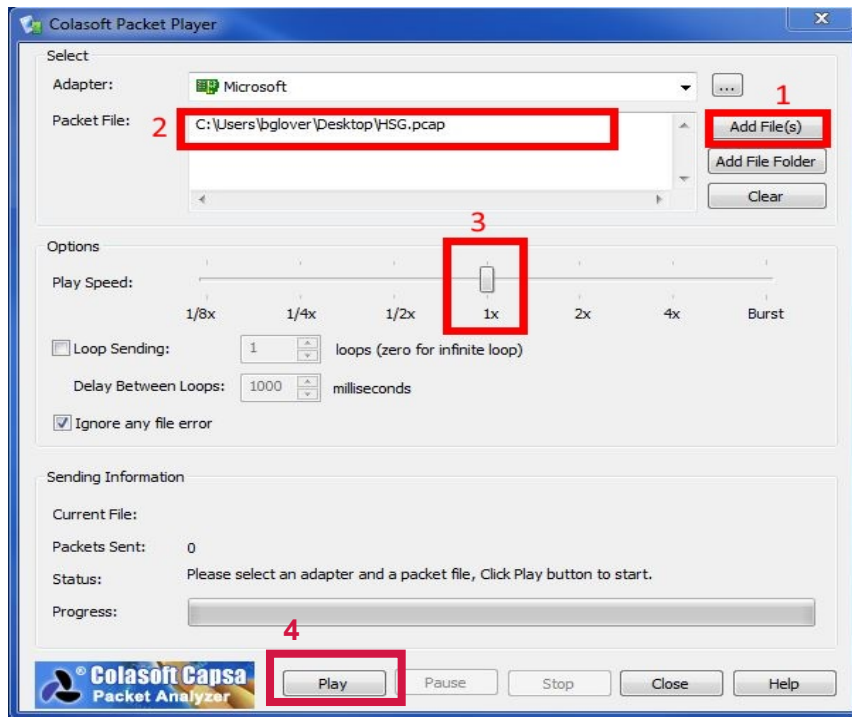 Colasoft Packet Player
x
Select
Adapter: Microsoft ...
1
Packet File: 2 C:\Users\bglover\Desktop\HSG.pcap Add File(s)
Add File Folder
Clear
3
Options
Play Speed:
1/8x 1/4x 1/2x 1x 2x 4x Burst
Loop Sending: 1 loops (zero for infinite loop)
Delay Between Loops: 1000 milliseconds
Ignore any file error
Sending Information
Current File:
Packets Sent: 0
Status: Please select an adapter and a packet file, Click Play button to start.
Progress:
4
® Colasoft Capsa
Packet Analyzer
Play Pause Stop Close Help